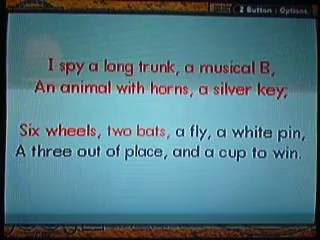 2 Button : Options
I spy a long trunk, a musical B,
An animal with horns, a silver key;
Six wheels, two bats, a fly, a white pin,
A three out of place, and a cup to win.